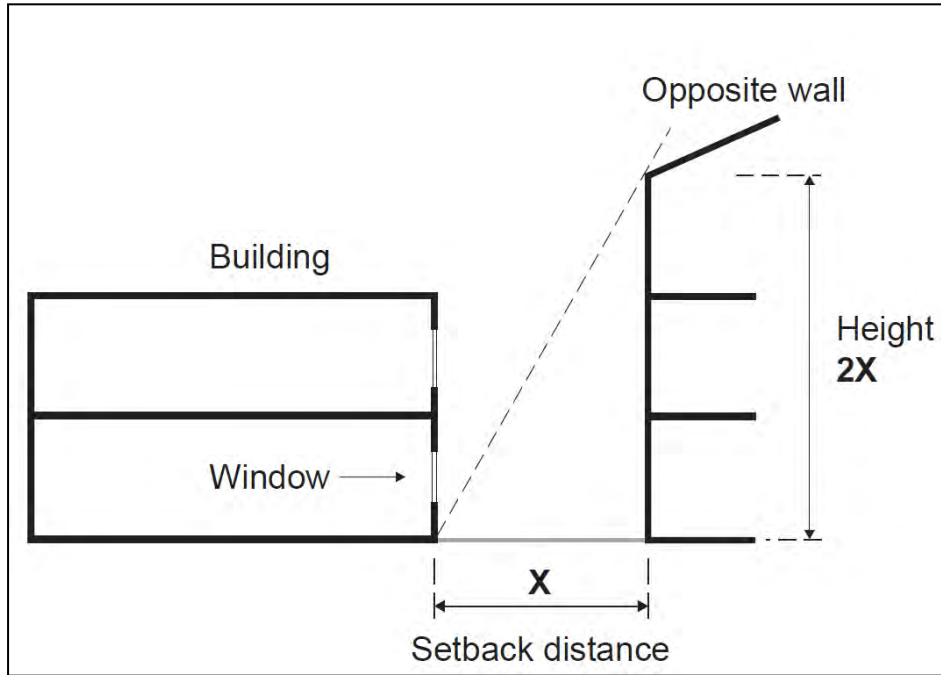 Opposite wall
Building
Height
2X
Window
X
Setback distance